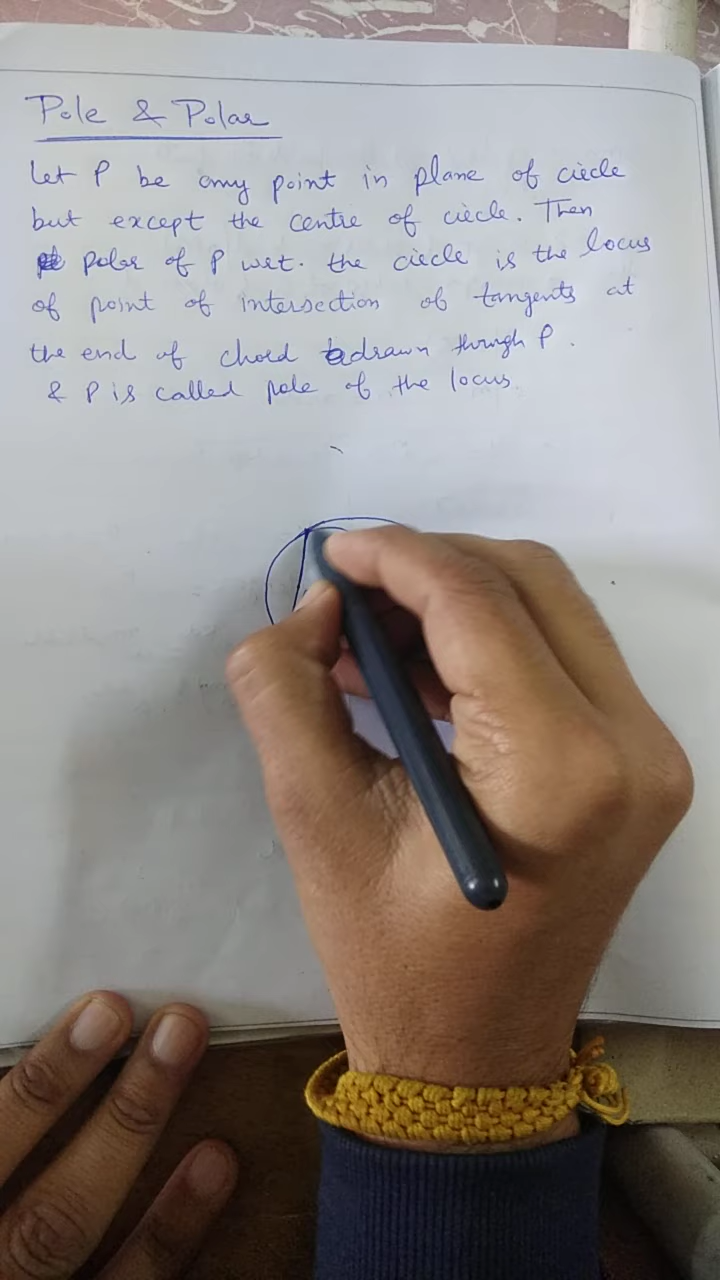 Pole & Polar
Let P be any point in plane of circle
but except the centre of circle. Then
polar of P wrt. the circle is the locus
of point of intersection of tangents at
the end of chord drawn through P.
& P is called pole of the locus.